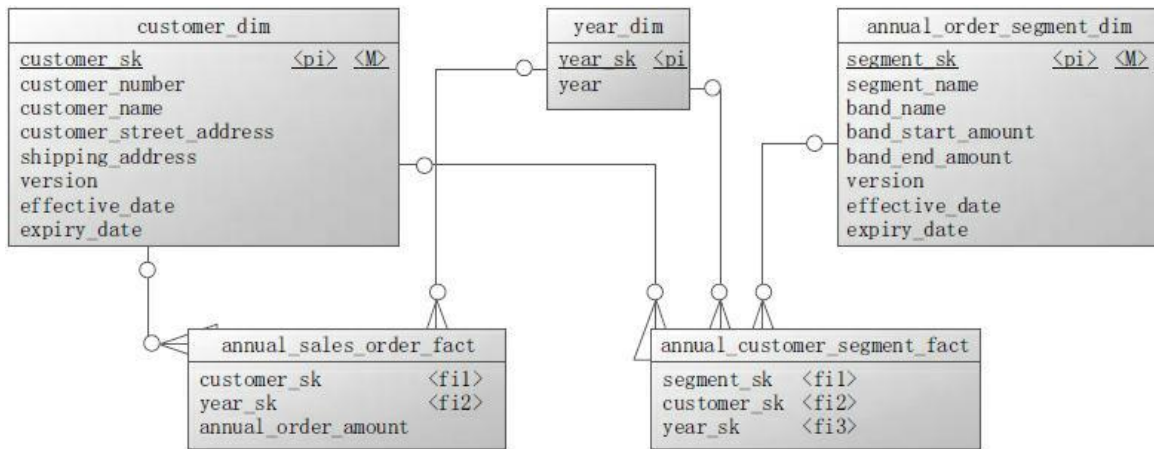 customer_dim
customer_sk <pi> <M>
customer_number
customer_name
customer_street_address
shipping_address
version
effective_date
expiry_date
year_dim
year_sk <pi
year
annual_order_segment_dim
segment_sk <pi> <M>
segment_name
band_name
band_start_amount
band_end_amount
version
effective_date
expiry_date
annual_sales_order_fact
customer_sk <fi1>
year_sk <fi2>
annual_order_amount
annual_customer_segment_fact
segment_sk <fi1>
customer_sk <fi2>
year_sk <fi3>